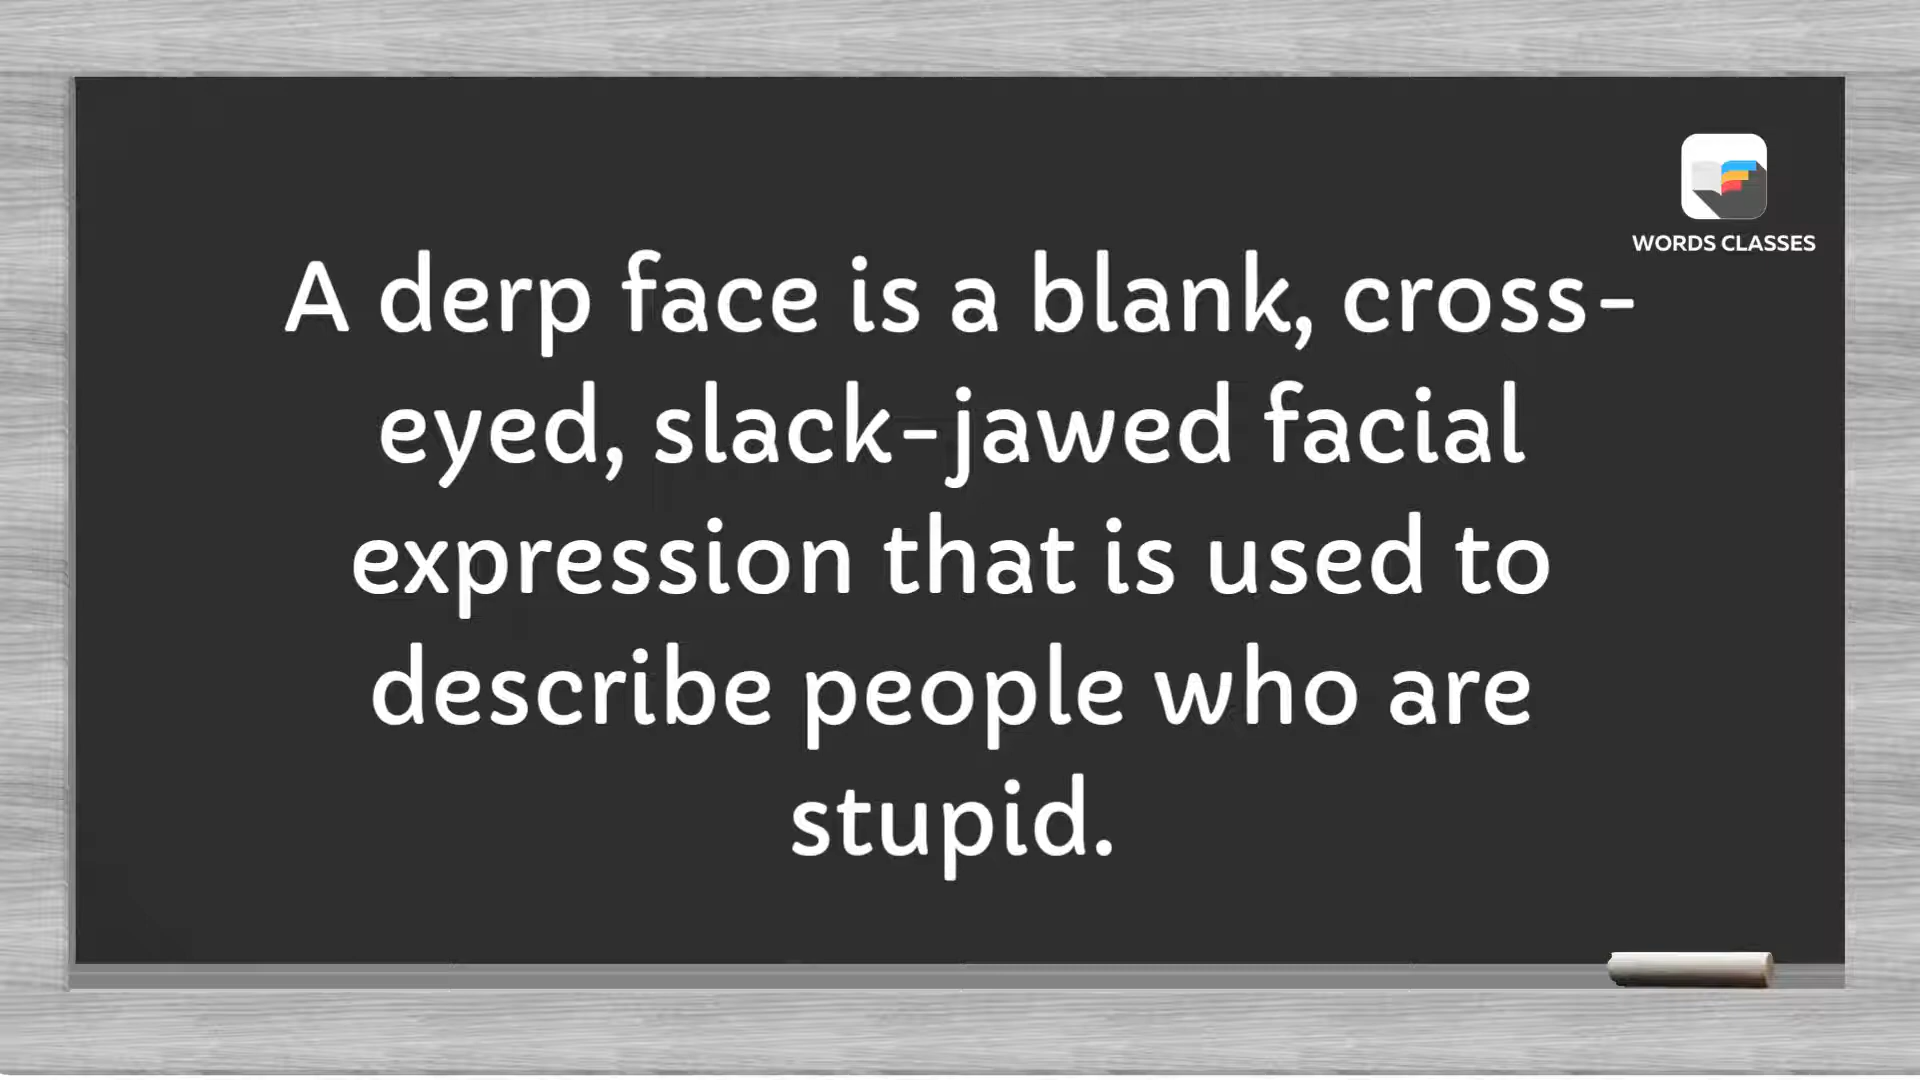 WORDS CLASSES
A derp face is a blank, cross-
eyed, slack-jawed facial
expression that is used to
describe people who are
stupid.